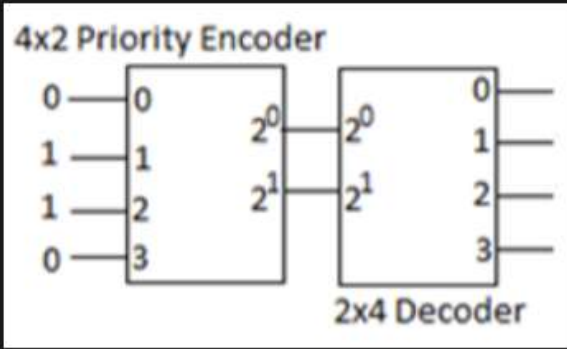 4x2 Priority Encoder
0 0 2⁰ 2⁰ 0
1 1 2¹ 2¹ 1
1 2 2
0 3 3
2x4 Decoder